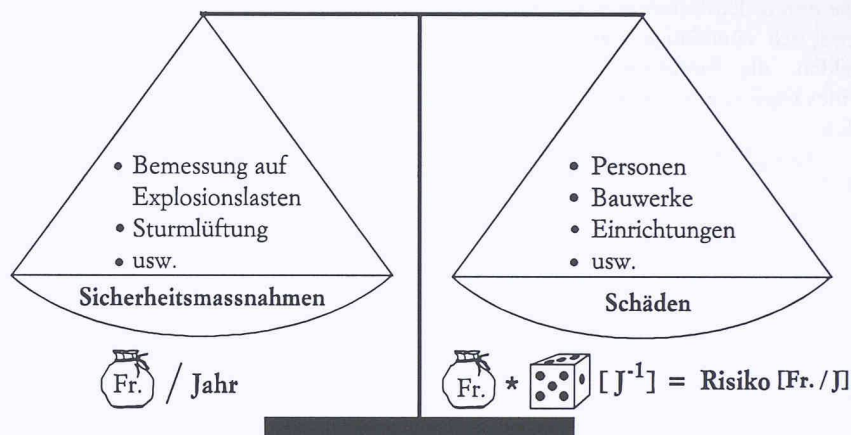 • Bemessung auf
Explosionslasten
• Sturmlüftung
• usw.
Sicherheitsmassnahmen
Fr. / Jahr
• Personen
• Bauwerke
• Einrichtungen
• usw.
Schäden
Fr. * [J⁻¹] = Risiko [Fr./J]